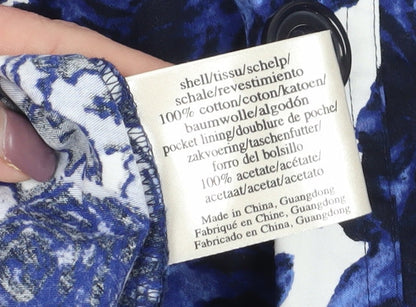 shell/tissu/schelp/
schale/revestimiento
100% cotton/coton/katoen/
baumwolle/algodón
pocket lining/doublure de poche/
zakvoering/taschenfutter/
forro del bolsillo
100% acetate/acétate/
acetaat/acetat/acetato
Made in China, Guangdong
Fabriqué en Chine, Guangdong
Fabricado en China, Guangdong